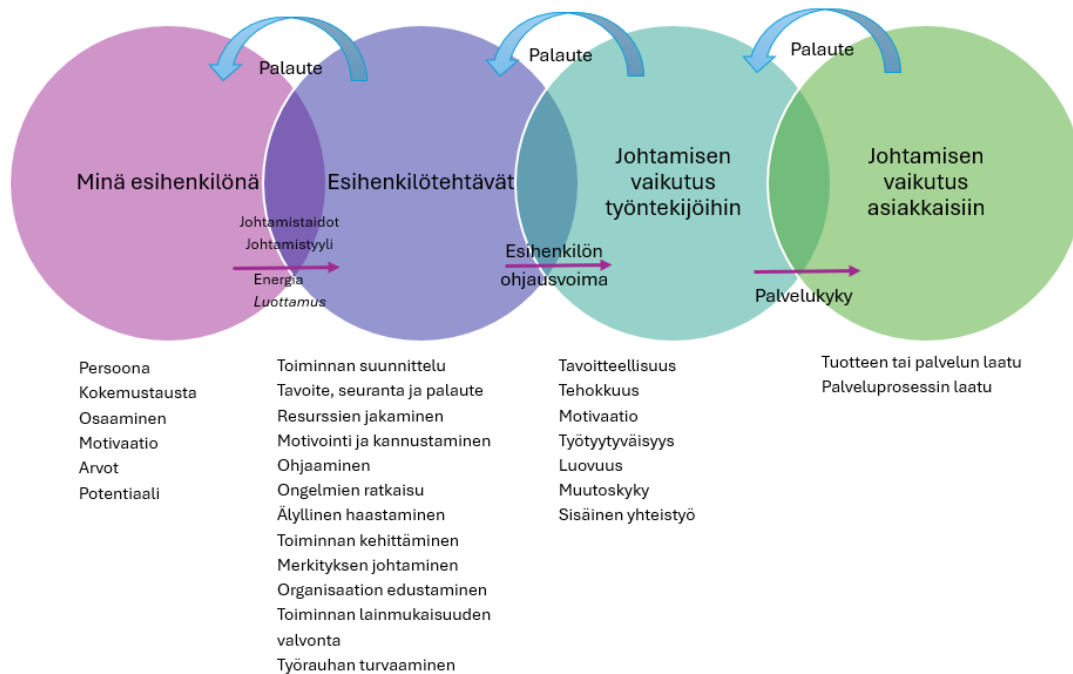 Palaute
Palaute
Palaute
Minä esihenkilönä
Esihenkilötehtävät
Johtamisen
vaikutus
työntekijöihin
Johtamisen
vaikutus
asiakkaisiin
Johtamistaidot
Johtamistyyli
Energia
Luottamus
Esihenkilön
ohjausvoima
Palvelukyky
Persoona
Kokemustausta
Osaaminen
Motivaatio
Arvot
Potentiaali
Toiminnan suunnittelu
Tavoite, seuranta ja palaute
Resurssien jakaminen
Motivointi ja kannustaminen
Ohjaaminen
Ongelmien ratkaisu
Älyllinen haastaminen
Toiminnan kehittäminen
Merkityksen johtaminen
Organisaation edustaminen
Toiminnan lainmukaisuuden
valvonta
Työrauhan turvaaminen
Tavoitteellisuus
Tehokkuus
Motivaatio
Työtyytyväisyys
Luovuus
Muutoskyky
Sisäinen yhteistyö
Tuotteen tai palvelun laatu
Palveluprosessin laatu